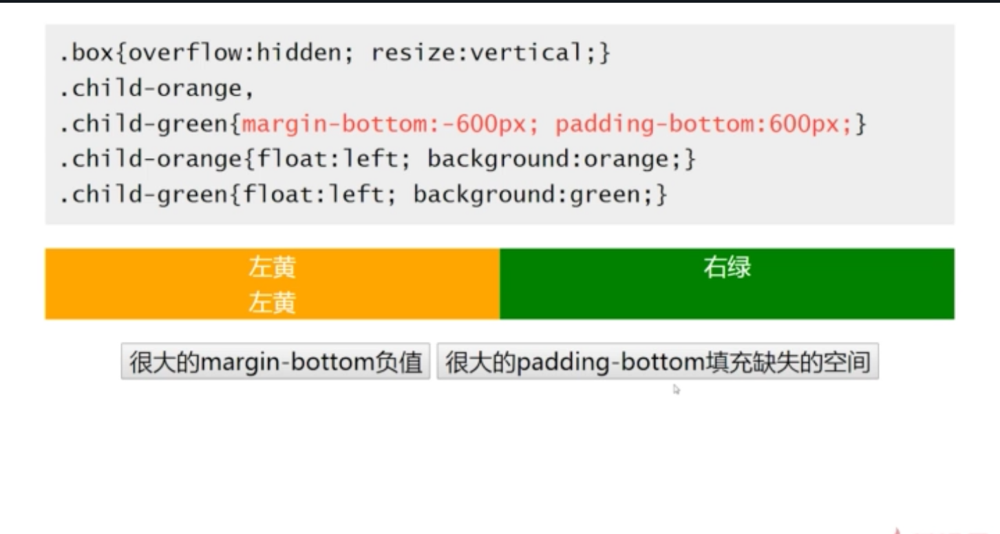 .box{overflow:hidden; resize:vertical;}
.child-orange,
.child-green{margin-bottom:-600px; padding-bottom:600px;}
.child-orange{float:left; background:orange;}
.child-green{float:left; background:green;}
左黄 右绿
左黄
很大的margin-bottom负值 很大的padding-bottom填充缺失的空间